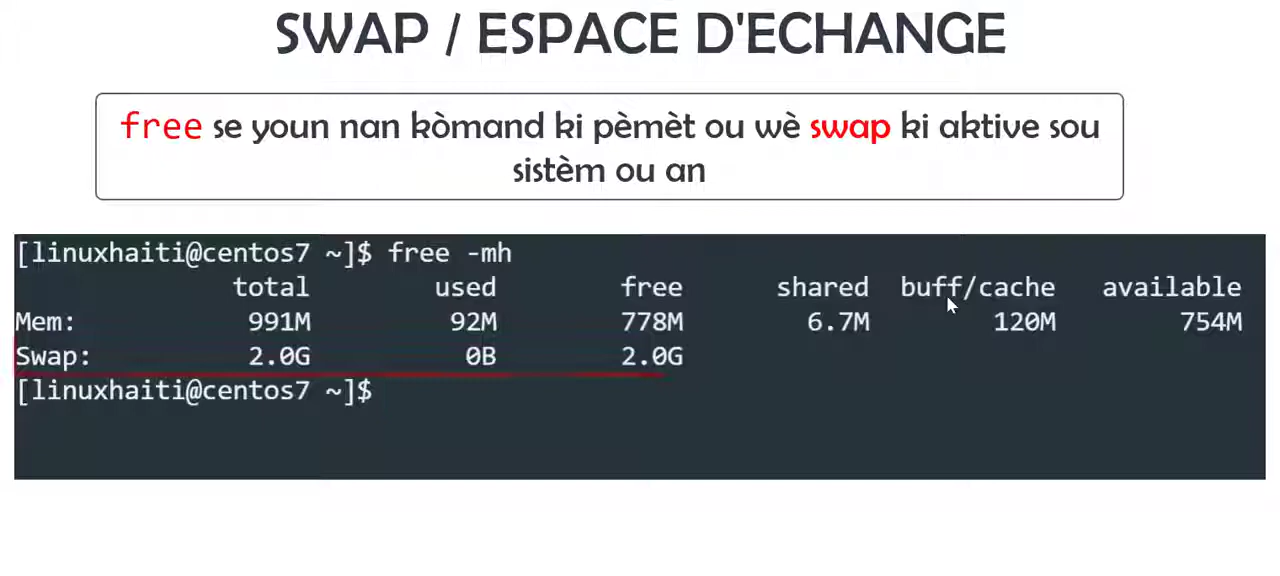 SWAP / ESPACE D'ECHANGE
free se youn nan kòmand ki pèmèt ou wè swap ki aktive sou
sistèm ou an
[linuxhaiti@centos7 ~]$ free -mh
total used free shared buff/cache available
Mem: 991M 92M 778M 6.7M 120M 754M
Swap: 2.0G 0B 2.0G
[linuxhaiti@centos7 ~]$